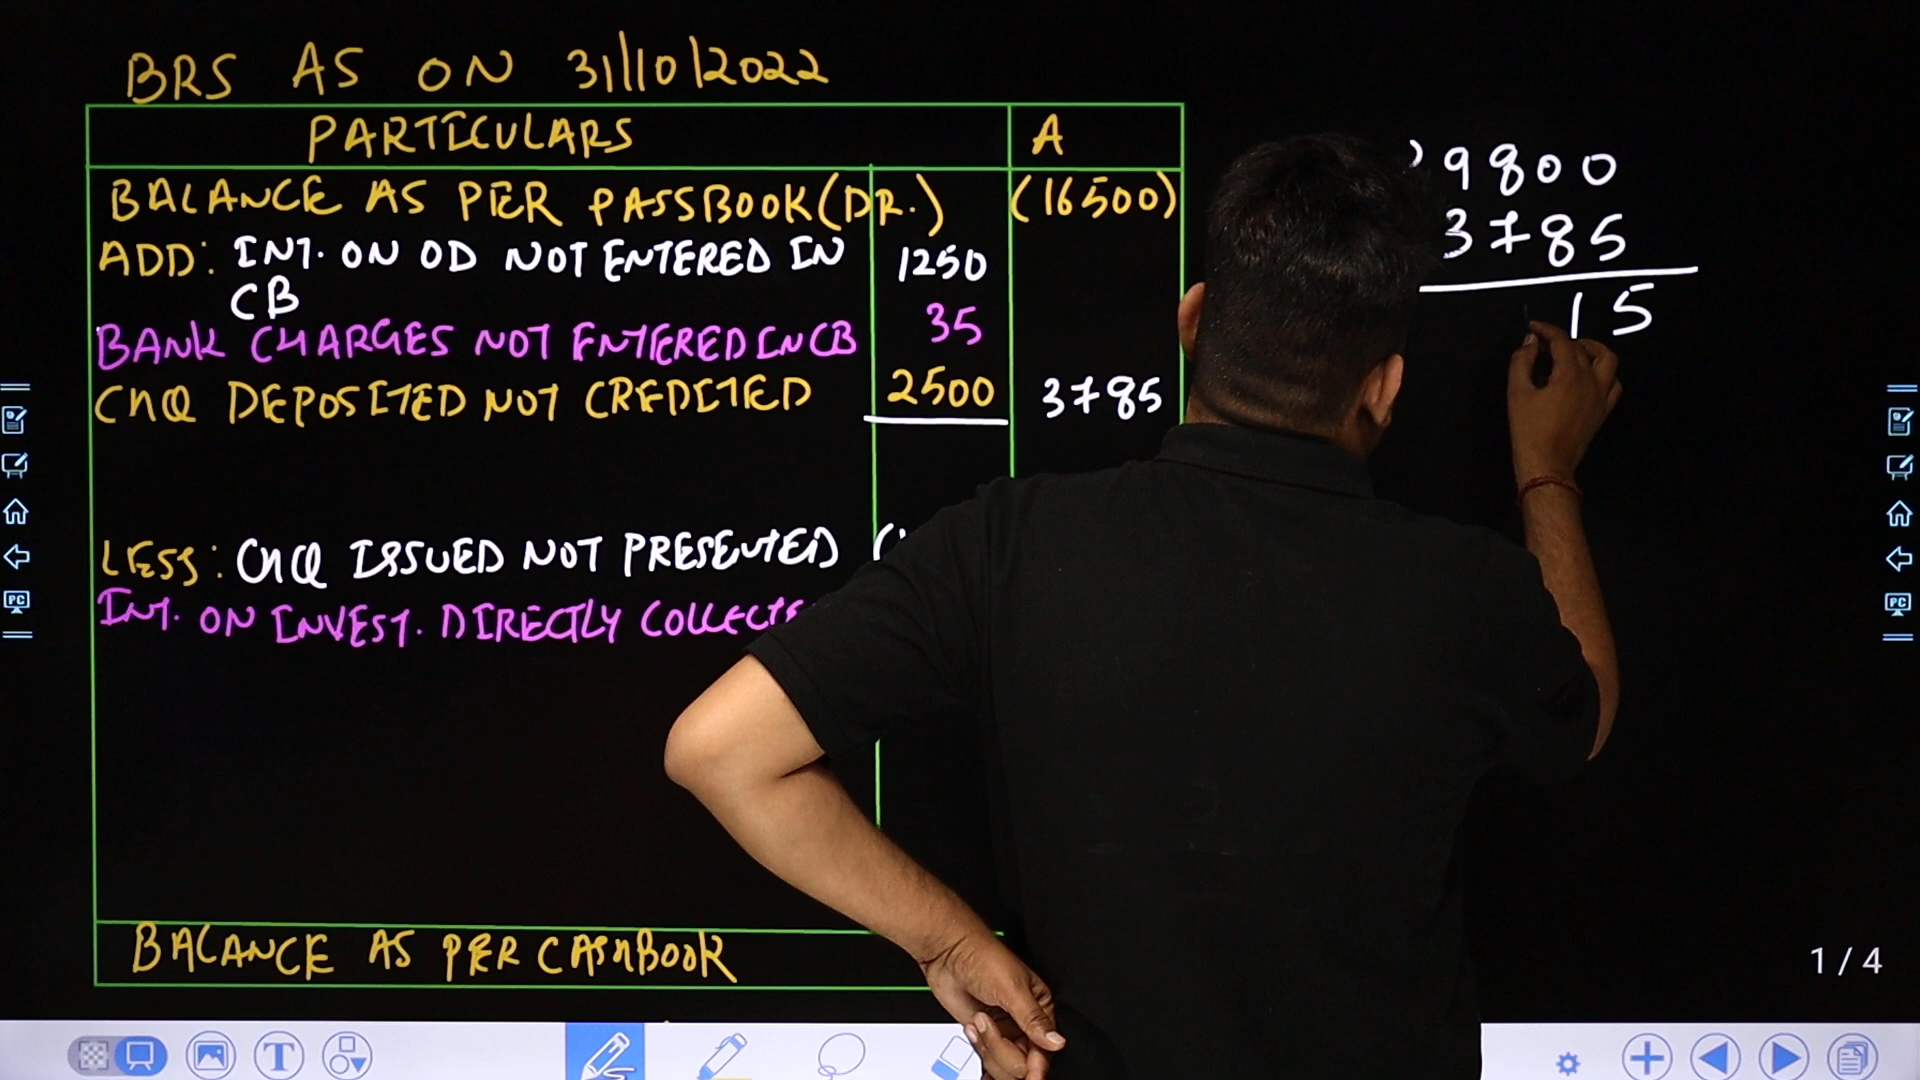 BRS AS ON 31/10/2022
PARTICULARS A
BALANCE AS PER PASSBOOK (DR.) (16500)
ADD: INT. ON OD NOT ENTERED IN 1250
CB
BANK CHARGES NOT ENTERED IN CB 35
CHQ DEPOSITED NOT CREDITED 2500 3785
LESS: CHQ ISSUED NOT PRESENTED (
INT. ON INVEST. DIRECTLY
BALANCE AS PER CASHBOOK
9800
3785
15
1/4
T
PC
PC